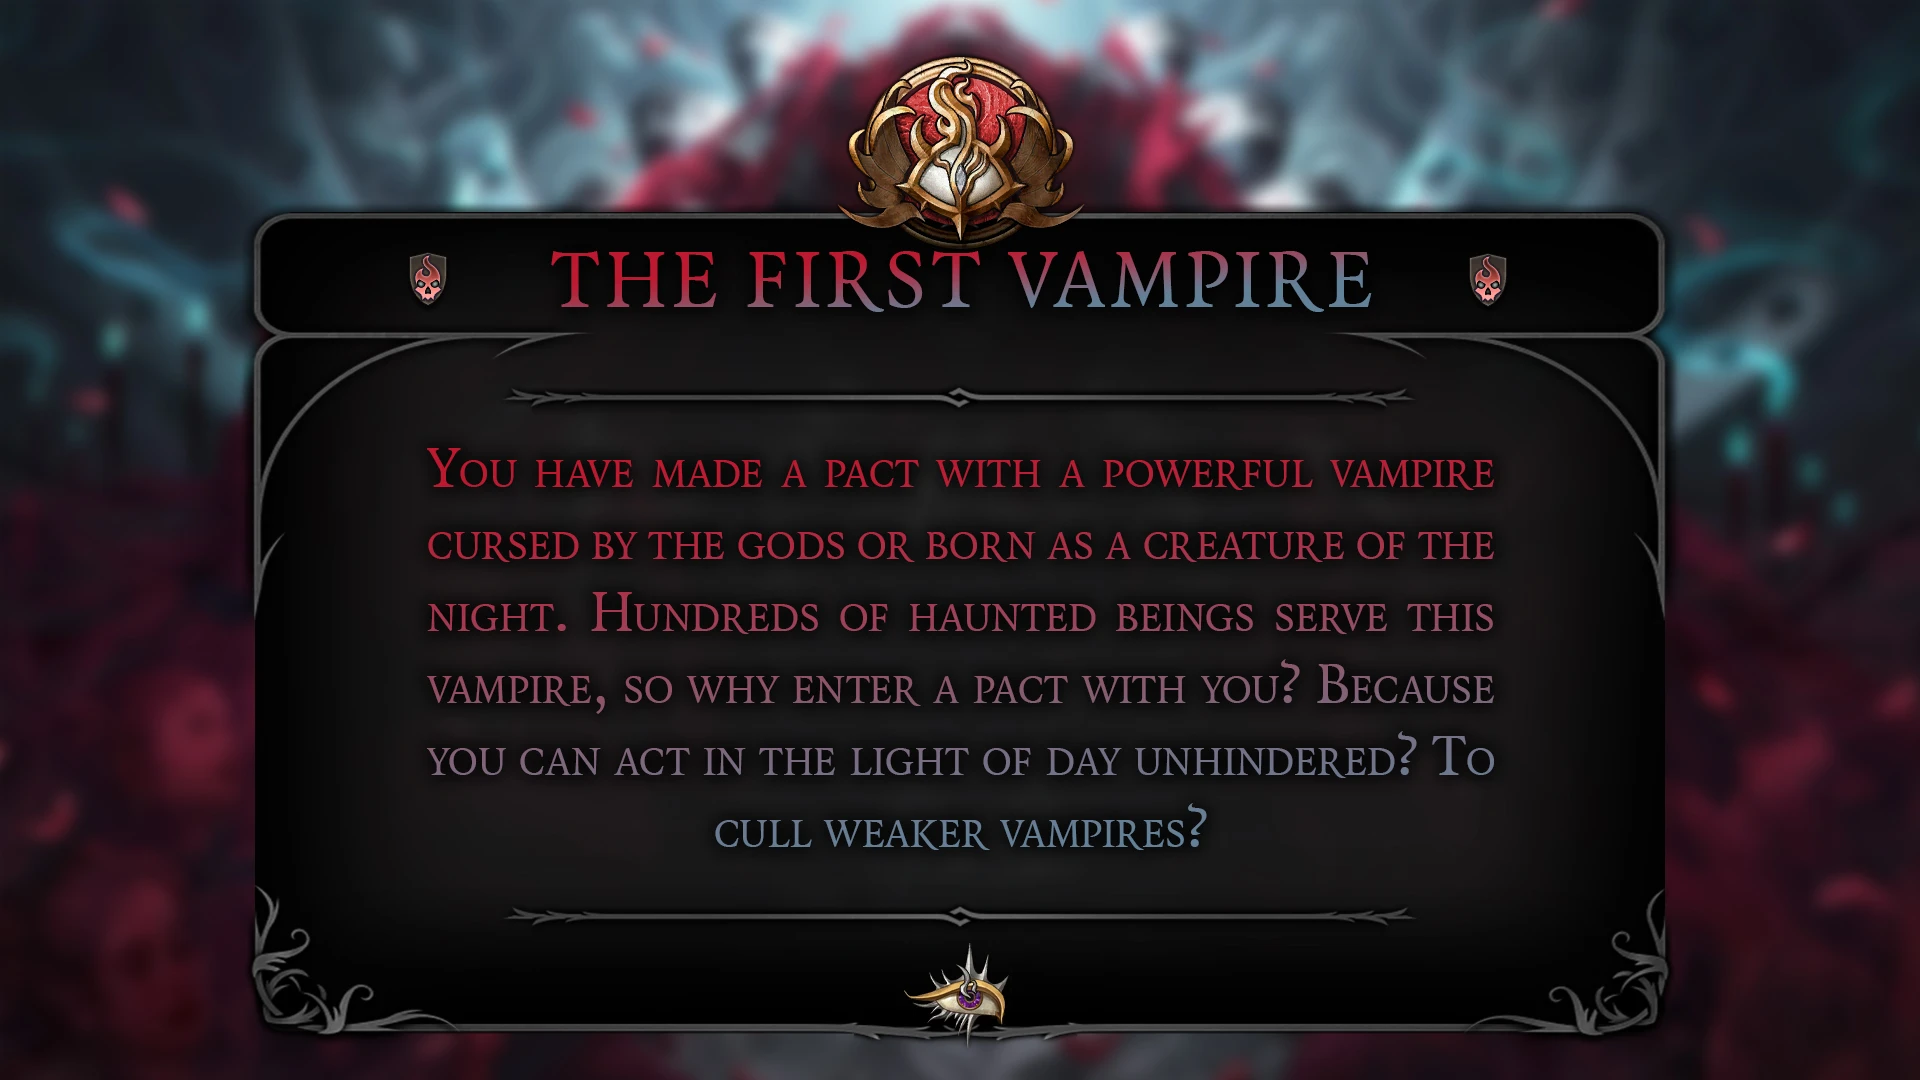 THE FIRST VAMPIRE
You have made a pact with a powerful vampire
cursed by the gods or born as a creature of the
night. Hundreds of haunted beings serve this
vampire, so why enter a pact with you? Because
you can act in the light of day unhindered? To
cull weaker vampires?